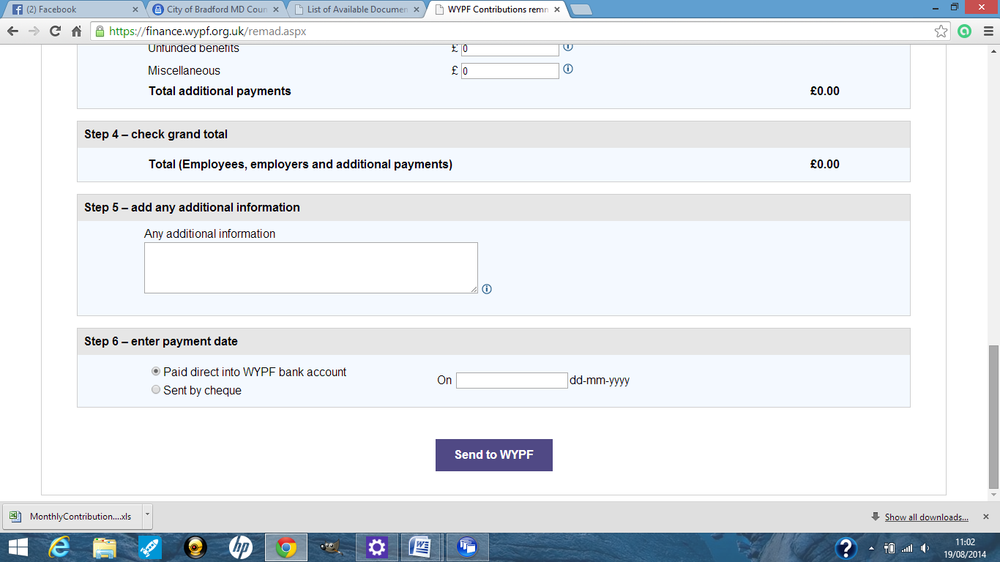 (2) Facebook
City of Bradford MD Coun
List of Available Documen
WYPF Contributions remn
https://finance.wypf.org.uk/remad.aspx
Unfunded benefits £ 0
Miscellaneous £ 0
Total additional payments £0.00
Step 4 – check grand total
Total (Employees, employers and additional payments) £0.00
Step 5 – add any additional information
Any additional information
Step 6 – enter payment date
Paid direct into WYPF bank account
On dd-mm-yyyy
Sent by cheque
Send to WYPF
MonthlyContribution....xls
Show all downloads...
11:02
19/08/2014